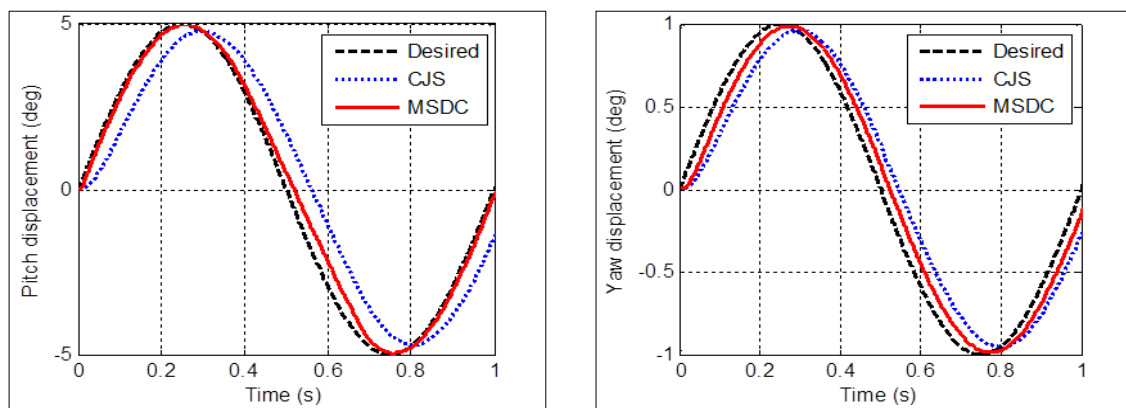 Pitch displacement (deg)
5
0
-5
0
0.2
0.4
0.6
0.8
1
Time (s)
Desired
CJS
MSDC
Yaw displacement (deg)
1
0.5
0
-0.5
-1
0
0.2
0.4
0.6
0.8
1
Time (s)
Desired
CJS
MSDC